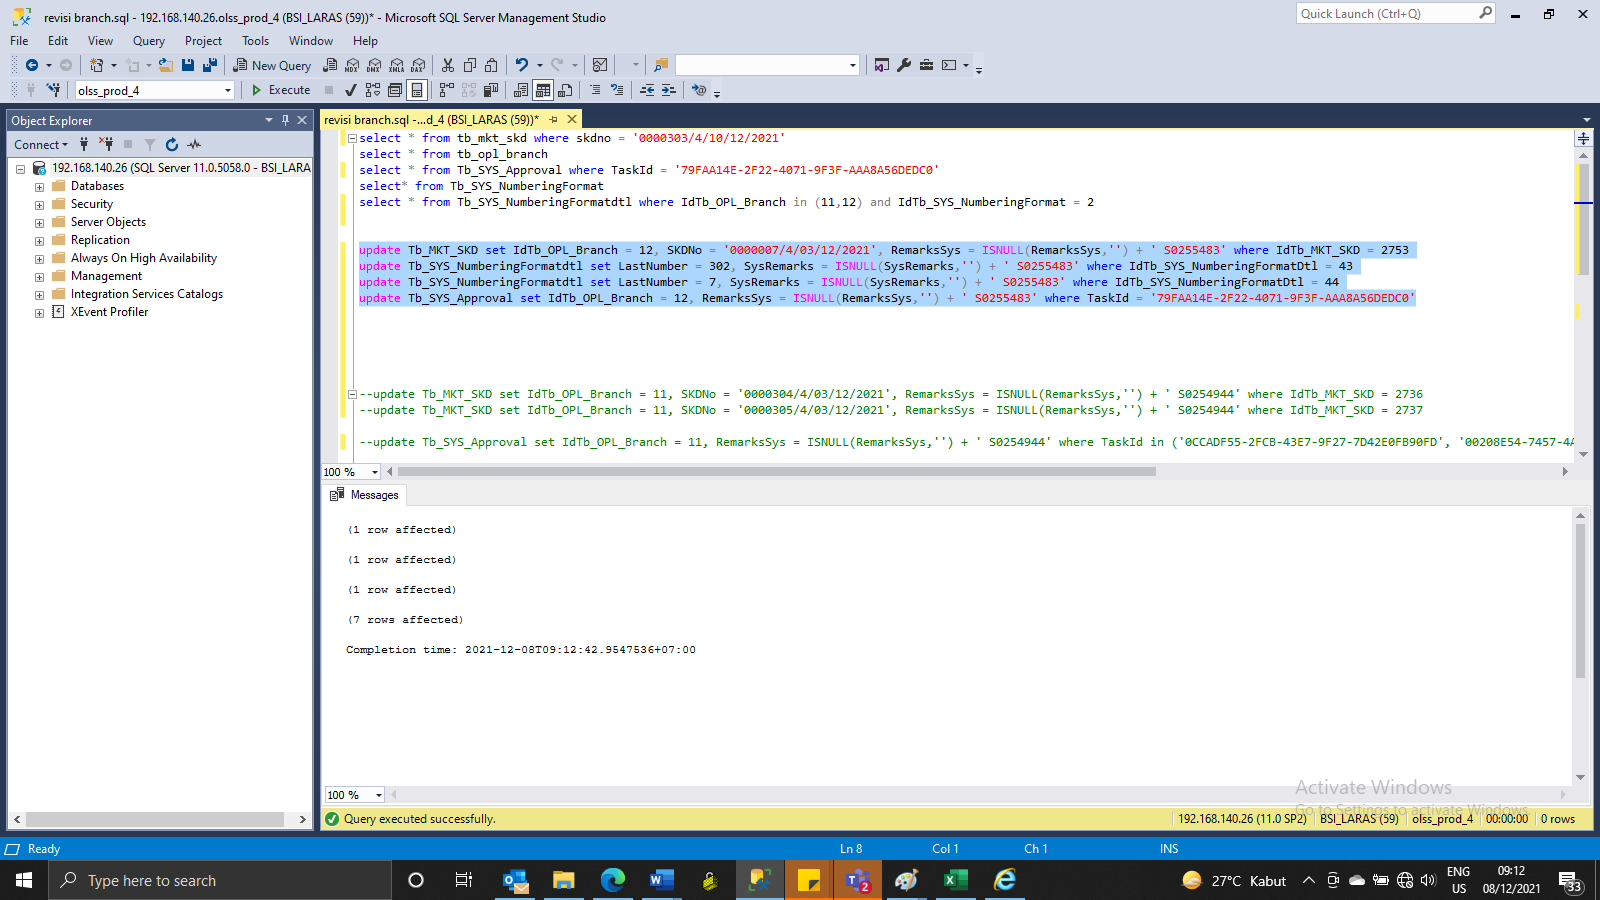 revisi branch.sql - 192.168.140.26.olss_prod_4 (BSI_LARAS (59))* - Microsoft SQL Server Management Studio
Quick Launch (Ctrl+Q)
File Edit View Query Project Tools Window Help
New Query
MDX DMX XMLA DAX
olss_prod_4
Execute
Object Explorer
revisi branch.sql -...d_4 (BSI_LARAS (59))*
Connect
192.168.140.26 (SQL Server 11.0.5058.0 - BSI_LARA
Databases
Security
Server Objects
Replication
Always On High Availability
Management
Integration Services Catalogs
XEvent Profiler
select * from tb_mkt_skd where skdno = '0000303/4/10/12/2021'
select * from tb_opl_branch
select * from Tb_SYS_Approval where TaskId = '79FAA14E-2F22-4071-9F3F-AAA8A56DEDC0'
select* from Tb_SYS_NumberingFormat
select * from Tb_SYS_NumberingFormatdtl where IdTb_OPL_Branch in (11,12) and IdTb_SYS_NumberingFormat = 2
update Tb_MKT_SKD set IdTb_OPL_Branch = 12, SKDNo = '0000007/4/03/12/2021', RemarksSys = ISNULL(RemarksSys,'') + ' S0255483' where IdTb_MKT_SKD = 2753
update Tb_SYS_NumberingFormatdtl set LastNumber = 302, SysRemarks = ISNULL(SysRemarks,'') + ' S0255483' where IdTb_SYS_NumberingFormatDtl = 43
update Tb_SYS_NumberingFormatdtl set LastNumber = 7, SysRemarks = ISNULL(SysRemarks,'') + ' S0255483' where IdTb_SYS_NumberingFormatDtl = 44
update Tb_SYS_Approval set IdTb_OPL_Branch = 12, RemarksSys = ISNULL(RemarksSys,'') + ' S0255483' where TaskId = '79FAA14E-2F22-4071-9F3F-AAA8A56DEDC0'
--update Tb_MKT_SKD set IdTb_OPL_Branch = 11, SKDNo = '0000304/4/03/12/2021', RemarksSys = ISNULL(RemarksSys,'') + ' S0254944' where IdTb_MKT_SKD = 2736
--update Tb_MKT_SKD set IdTb_OPL_Branch = 11, SKDNo = '0000305/4/03/12/2021', RemarksSys = ISNULL(RemarksSys,'') + ' S0254944' where IdTb_MKT_SKD = 2737
--update Tb_SYS_Approval set IdTb_OPL_Branch = 11, RemarksSys = ISNULL(RemarksSys,'') + ' S0254944' where TaskId in ('0CCADF55-2FCB-43E7-9F27-7D42E0FB90FD', '00208E54-7457-4A
100 %
Messages
(1 row affected)
(1 row affected)
(1 row affected)
(7 rows affected)
Completion time: 2021-12-08T09:12:42.9547536+07:00
100 %
Activate Windows
Go to Settings to activate Windows.
Query executed successfully.
192.168.140.26 (11.0 SP2) BSI_LARAS (59) olss_prod_4 00:00:00 0 rows
Ready
Ln 8 Col 1 Ch 1 INS
Type here to search
2
27°C Kabut
ENG
US
09:12
08/12/2021
33